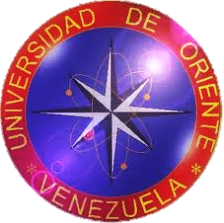 UNIVERSIDAD DE ORIENTE
* VENEZUELA *